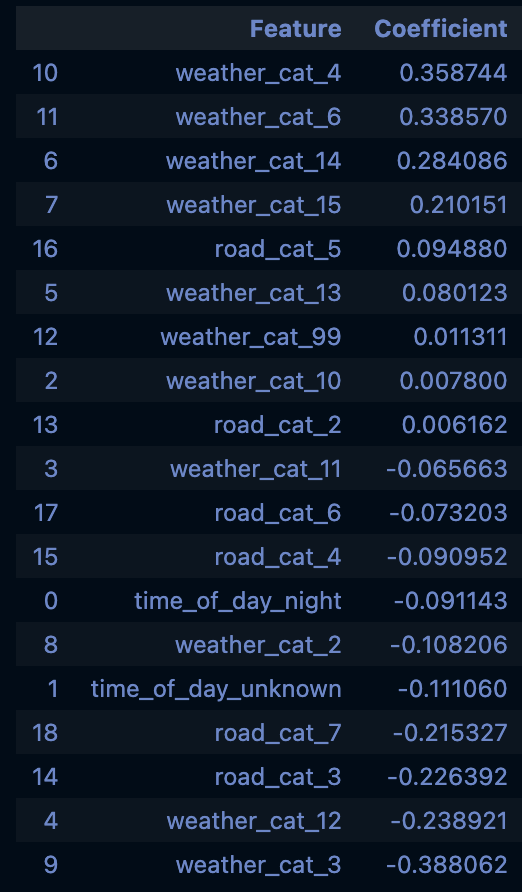 Feature Coefficient
10 weather_cat_4 0.358744
11 weather_cat_6 0.338570
6 weather_cat_14 0.284086
7 weather_cat_15 0.210151
16 road_cat_5 0.094880
5 weather_cat_13 0.080123
12 weather_cat_99 0.011311
2 weather_cat_10 0.007800
13 road_cat_2 0.006162
3 weather_cat_11 -0.065663
17 road_cat_6 -0.073203
15 road_cat_4 -0.090952
0 time_of_day_night -0.091143
8 weather_cat_2 -0.108206
1 time_of_day_unknown -0.111060
18 road_cat_7 -0.215327
14 road_cat_3 -0.226392
4 weather_cat_12 -0.238921
9 weather_cat_3 -0.388062